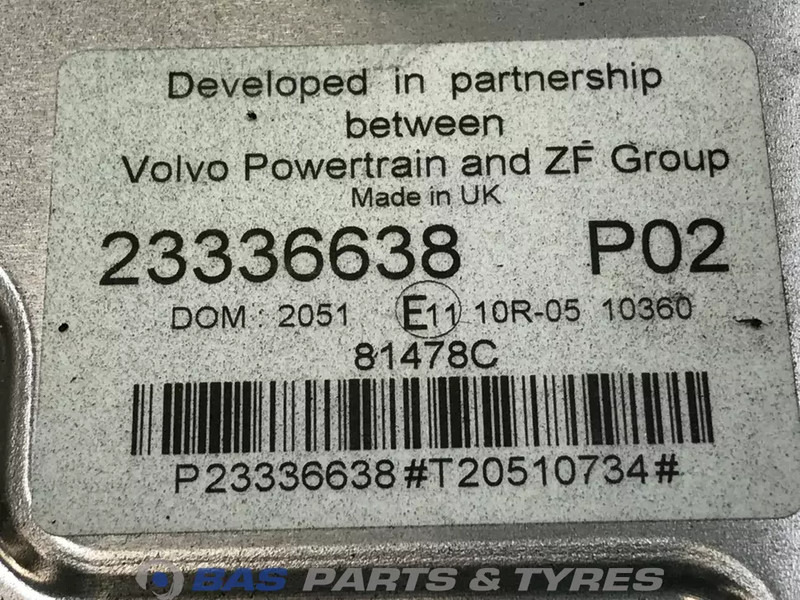 Developed in partnership
between
Volvo Powertrain and ZF Group
Made in UK
23336638 P02
DOM : 2051 E11 10R-05 10360
81478C
P23336638#T20510734#
BAS PARTS & TYRES